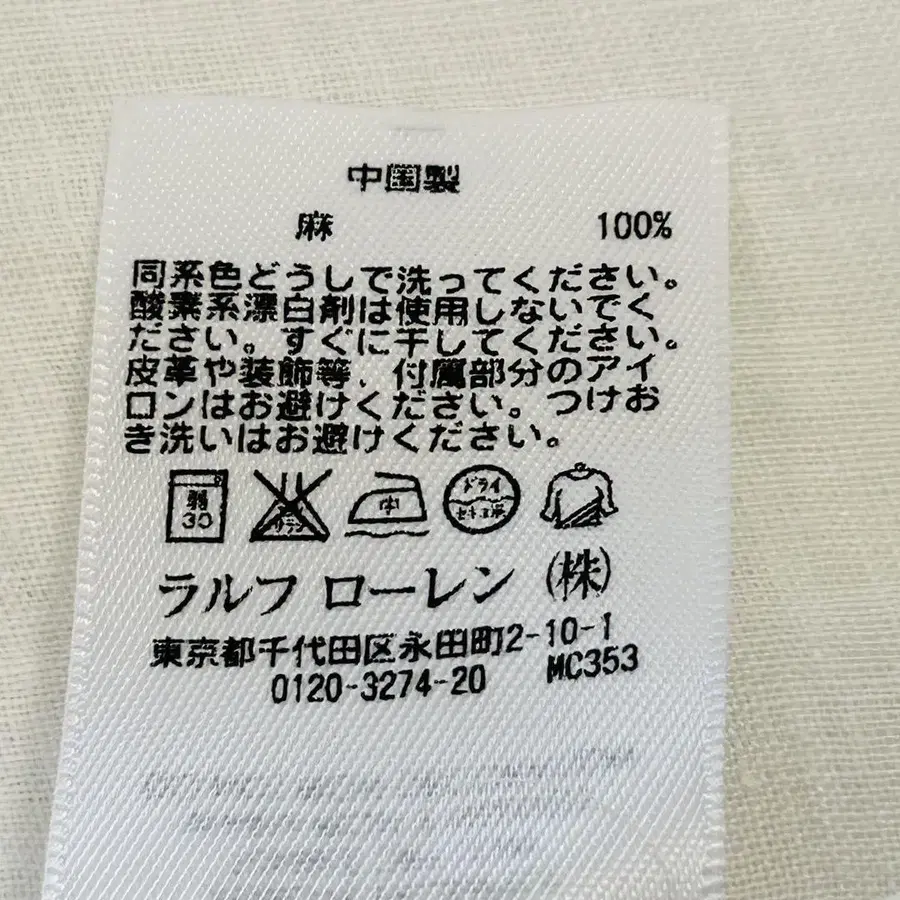 中国製
麻 100%
同系色どうしで洗ってください。
酸素系漂白剤は使用しないでく
ださい。すぐに干してください。
皮革や装飾等、付属部分のアイ
ロンはお避けください。つけお
き洗いはお避けください。
弱 30 中 ドライ セキユ系
ラルフ ローレン (株)
東京都千代田区永田町2-10-1
0120-3274-20 MC353